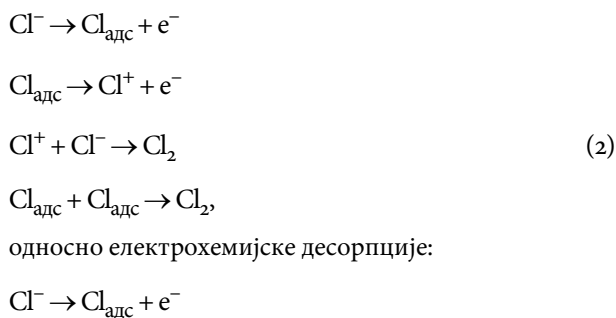 Cl⁻ → Cl_адс + e⁻
Cl_адс → Cl⁺ + e⁻
Cl⁺ + Cl⁻ → Cl₂ (2)
Cl_адс + Cl_адс → Cl₂,
односно електрохемијске десорпције:
Cl⁻ → Cl_адс + e⁻